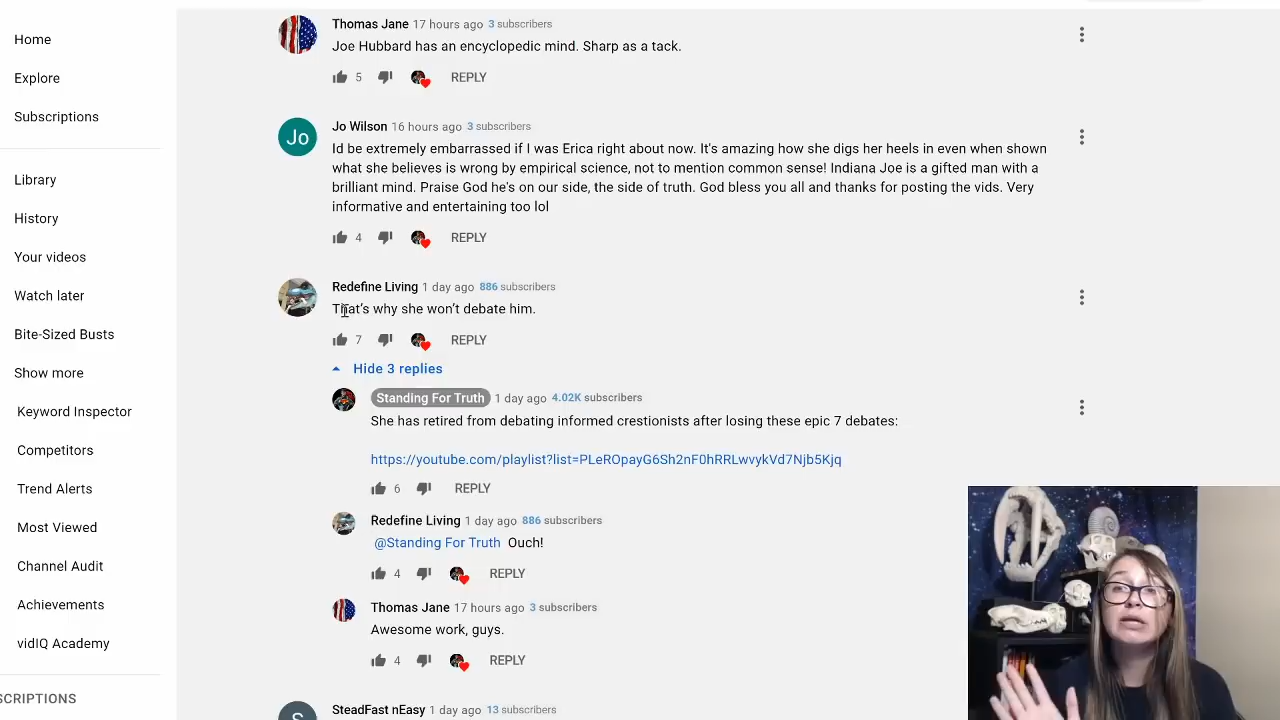 Home
Explore
Subscriptions
Library
History
Your videos
Watch later
Bite-Sized Busts
Show more
Keyword Inspector
Competitors
Trend Alerts
Most Viewed
Channel Audit
Achievements
vidIQ Academy
SCRIPTIONS
Thomas Jane 17 hours ago 3 subscribers
Joe Hubbard has an encyclopedic mind. Sharp as a tack.
5 REPLY
Jo
Jo Wilson 16 hours ago 3 subscribers
Id be extremely embarrassed if I was Erica right about now. It's amazing how she digs her heels in even when shown
what she believes is wrong by empirical science, not to mention common sense! Indiana Joe is a gifted man with a
brilliant mind. Praise God he's on our side, the side of truth. God bless you all and thanks for posting the vids. Very
informative and entertaining too lol
4 REPLY
Redefine Living 1 day ago 886 subscribers
That's why she won't debate him.
7 REPLY
Hide 3 replies
Standing For Truth 1 day ago 4.02K subscribers
She has retired from debating informed crestionists after losing these epic 7 debates:
https://youtube.com/playlist?list=PLeROpayG6Sh2nF0hRRLwvykVd7Njb5Kjq
6 REPLY
Redefine Living 1 day ago 886 subscribers
@Standing For Truth Ouch!
4 REPLY
Thomas Jane 17 hours ago 3 subscribers
Awesome work, guys.
4 REPLY
S
SteadFast nEasy 1 day ago 13 subscribers